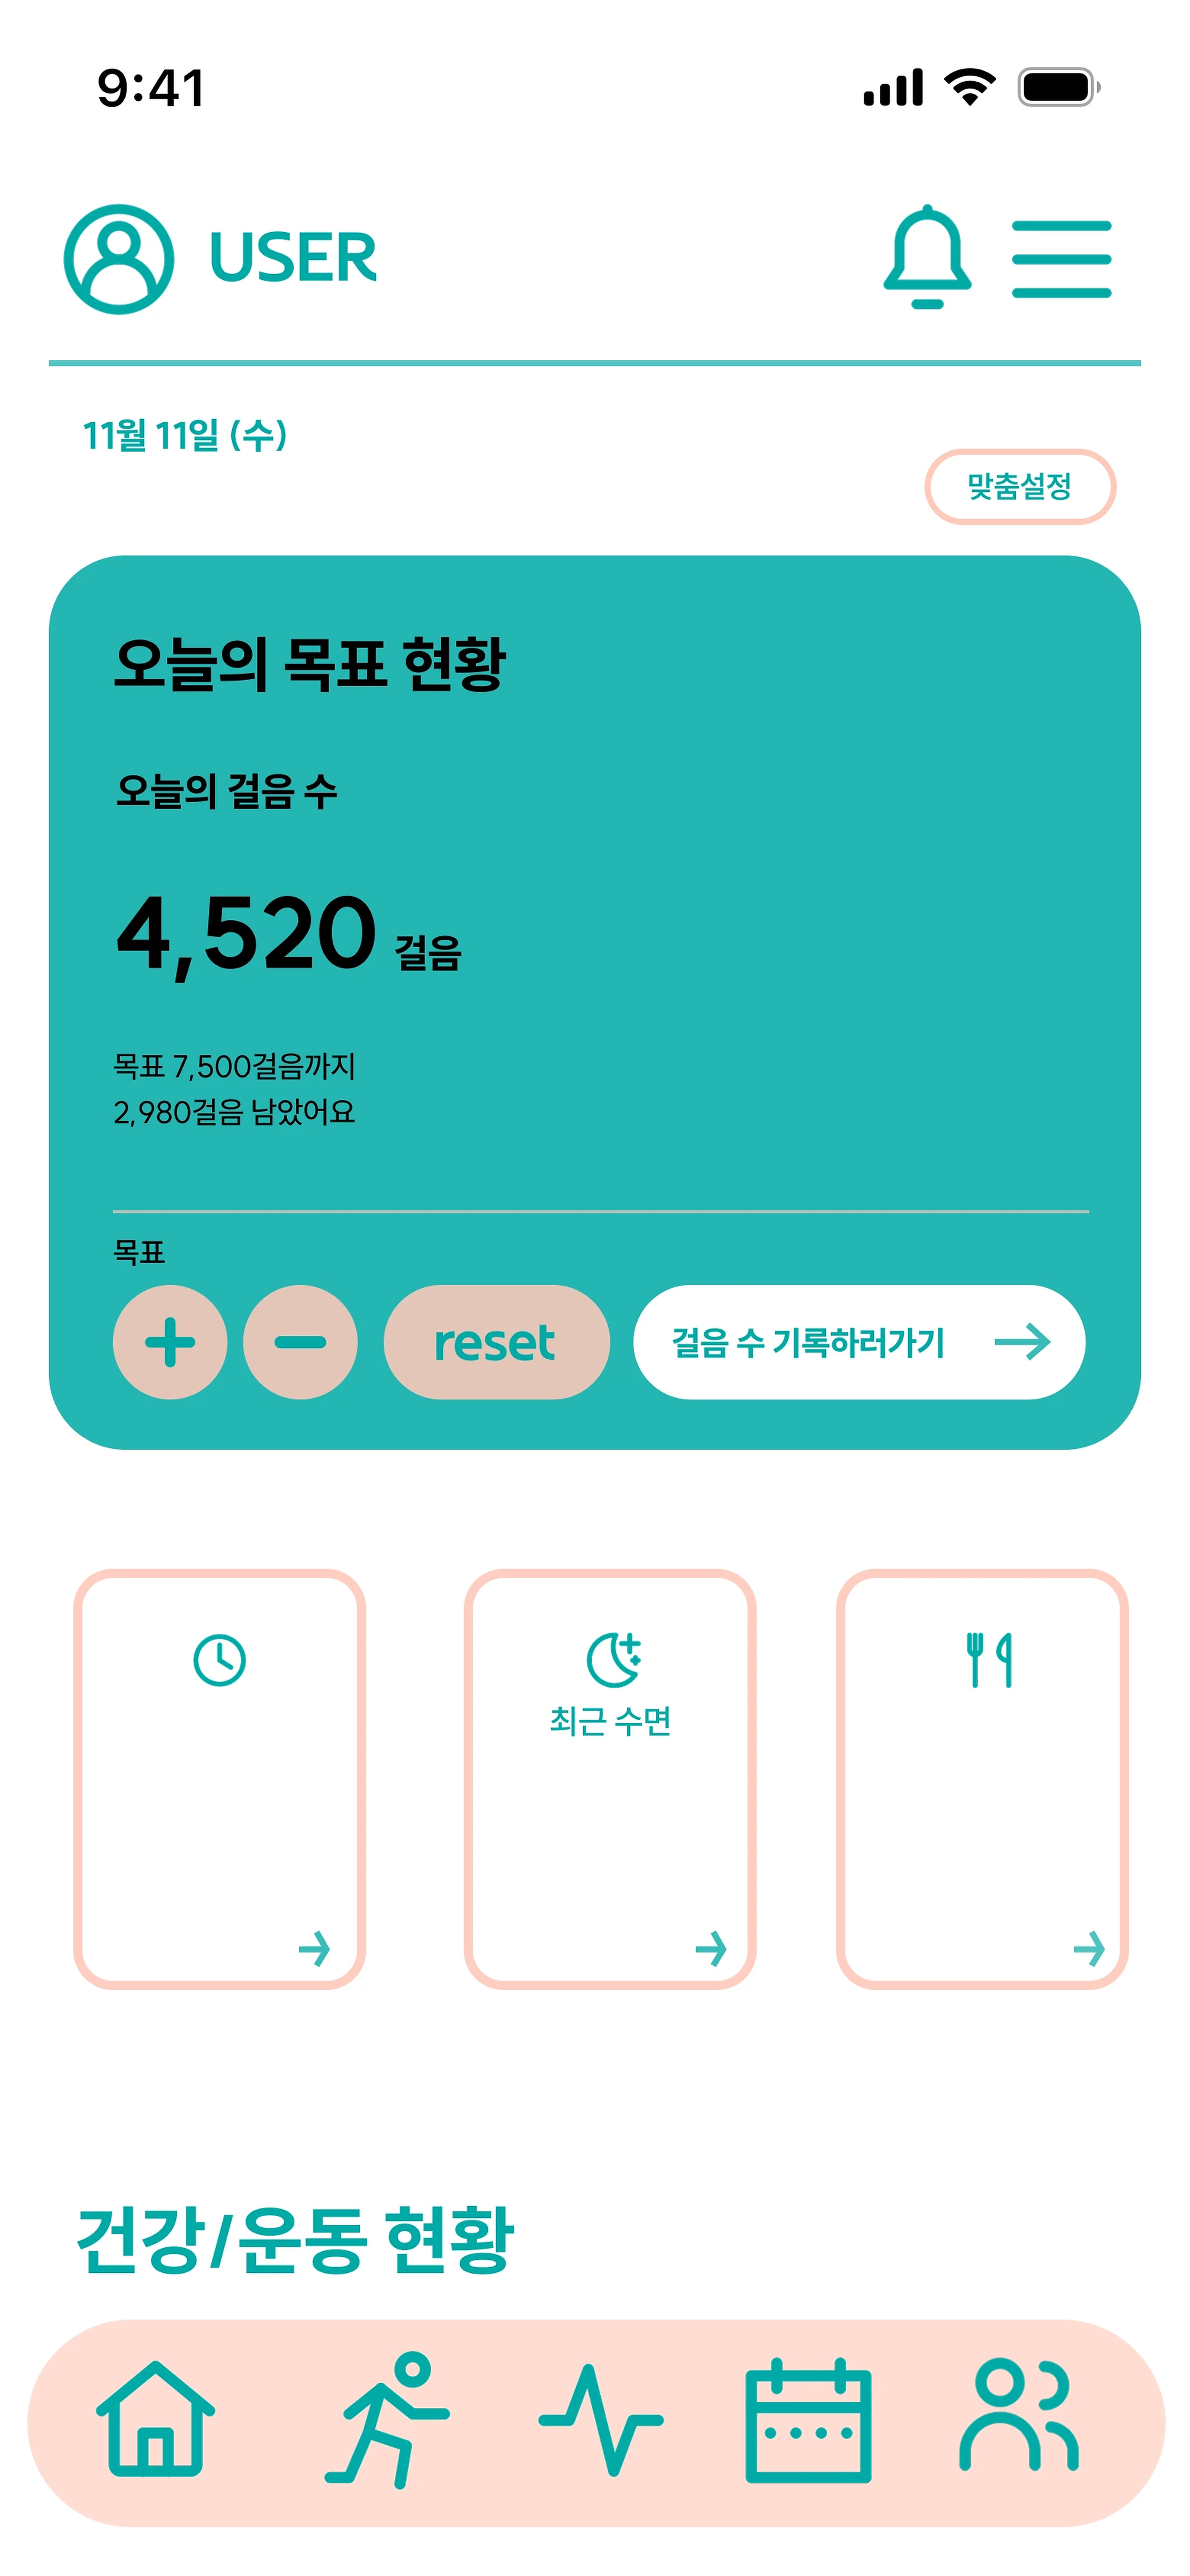 9:41
USER
11월 11일 (수)
맞춤설정
오늘의 목표 현황
오늘의 걸음 수
4,520 걸음
목표 7,500걸음까지
2,980걸음 남았어요
목표
reset
걸음 수 기록하러가기
최근 수면
건강/운동 현황